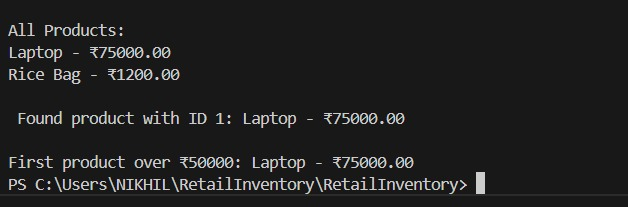 All Products:
Laptop - ₹75000.00
Rice Bag - ₹1200.00
Found product with ID 1: Laptop - ₹75000.00
First product over ₹50000: Laptop - ₹75000.00
PS C:\Users\NIKHIL\RetailInventory\RetailInventory>